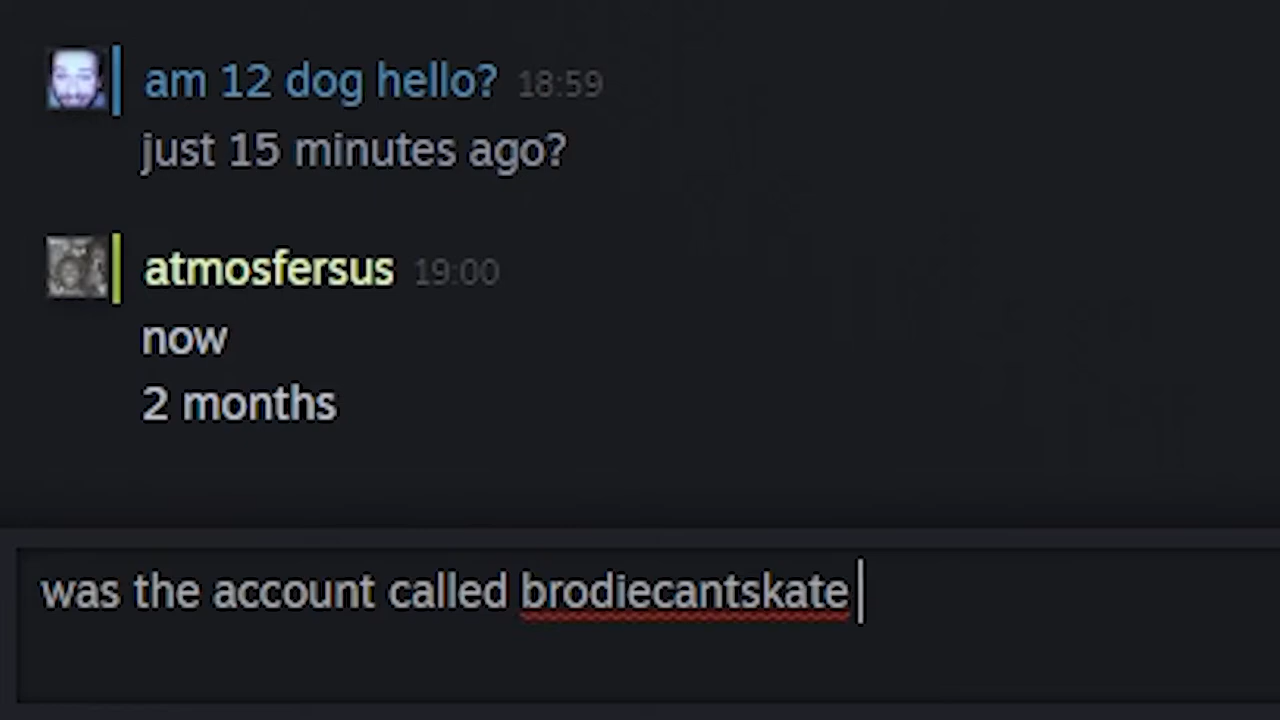 am 12 dog hello? 18:59
just 15 minutes ago?
atmosfersus 19:00
now
2 months
was the account called brodiecantskate